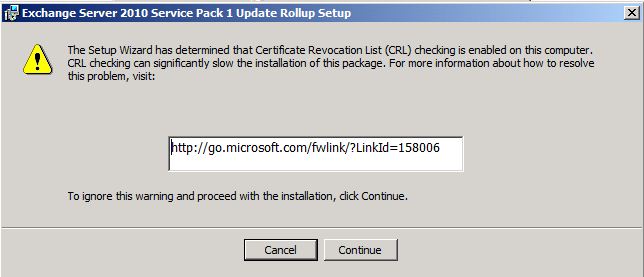 Exchange Server 2010 Service Pack 1 Update Rollup Setup
The Setup Wizard has determined that Certificate Revocation List (CRL) checking is enabled on this computer.
CRL checking can significantly slow the installation of this package. For more information about how to resolve
this problem, visit:
http://go.microsoft.com/fwlink/?LinkId=158006
To ignore this warning and proceed with the installation, click Continue.
Cancel Continue